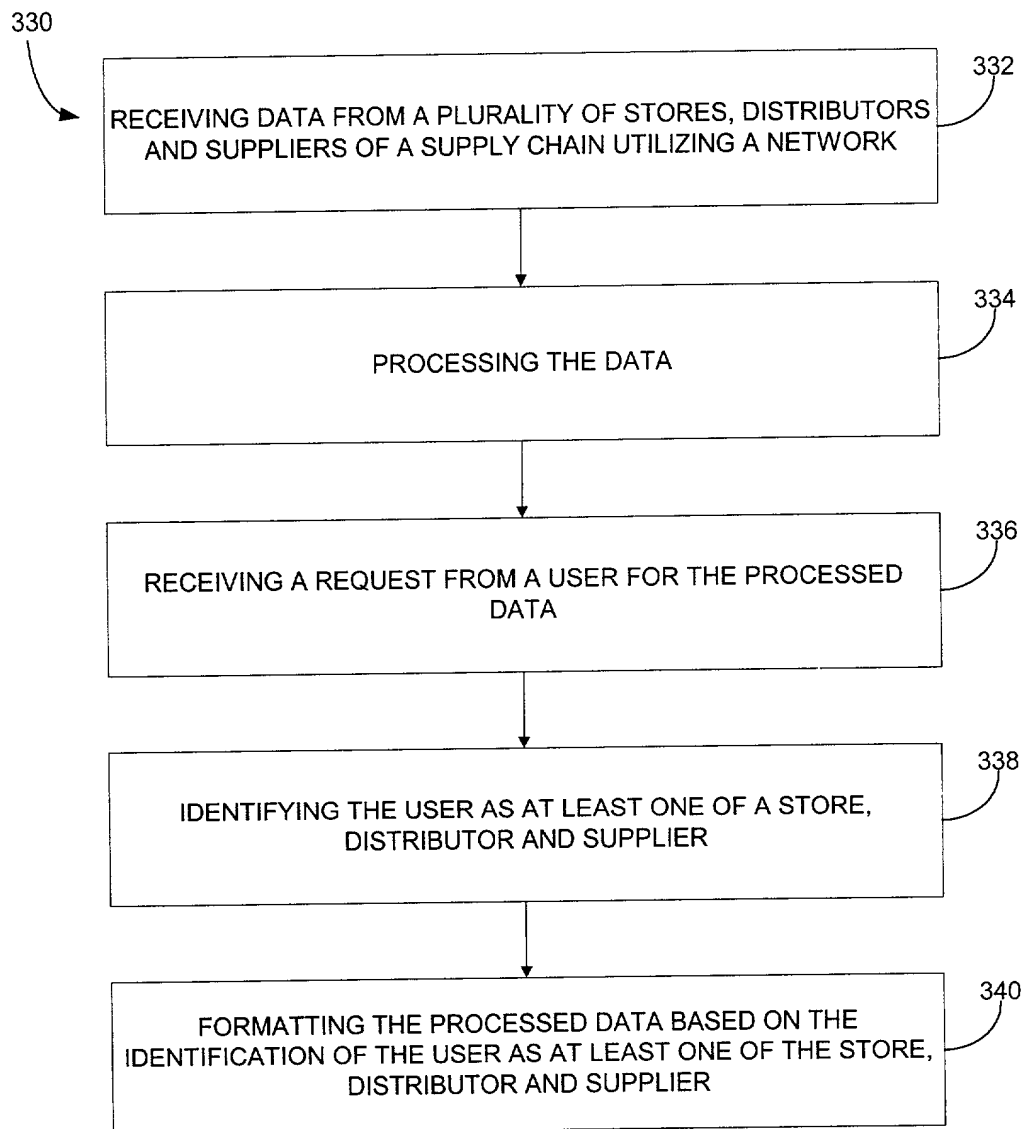 330
332
RECEIVING DATA FROM A PLURALITY OF STORES, DISTRIBUTORS
AND SUPPLIERS OF A SUPPLY CHAIN UTILIZING A NETWORK
334
PROCESSING THE DATA
336
RECEIVING A REQUEST FROM A USER FOR THE PROCESSED
DATA
338
IDENTIFYING THE USER AS AT LEAST ONE OF A STORE,
DISTRIBUTOR AND SUPPLIER
340
FORMATTING THE PROCESSED DATA BASED ON THE
IDENTIFICATION OF THE USER AS AT LEAST ONE OF THE STORE,
DISTRIBUTOR AND SUPPLIER